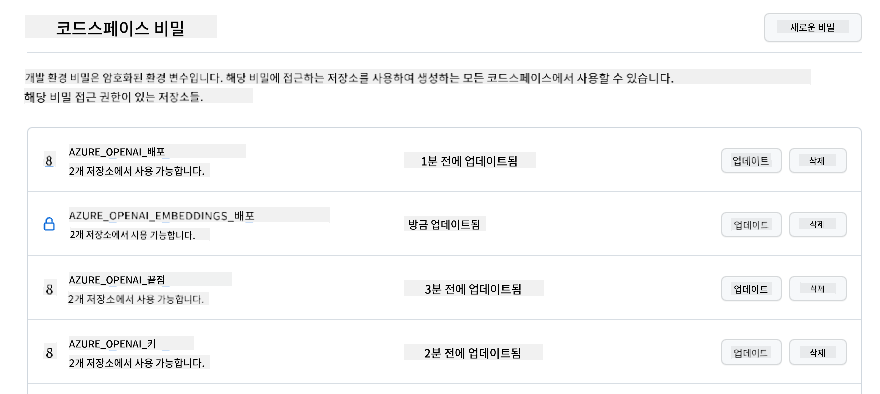 코드스페이스 비밀
새로운 비밀
개발 환경 비밀은 암호화된 환경 변수입니다. 해당 비밀에 접근하는 저장소를 사용하여 생성하는 모든 코드스페이스에서 사용할 수 있습니다.
해당 비밀 접근 권한이 있는 저장소들.
8 AZURE_OPENAI_배포 1분 전에 업데이트됨 업데이트 삭제
2개 저장소에서 사용 가능합니다.
AZURE_OPENAI_EMBEDDINGS_배포 방금 업데이트됨 업데이트 삭제
2개 저장소에서 사용 가능합니다.
8 AZURE_OPENAI_끝점 3분 전에 업데이트됨 업데이트 삭제
2개 저장소에서 사용 가능합니다.
8 AZURE_OPENAI_키 2분 전에 업데이트됨 업데이트 삭제
2개 저장소에서 사용 가능합니다.